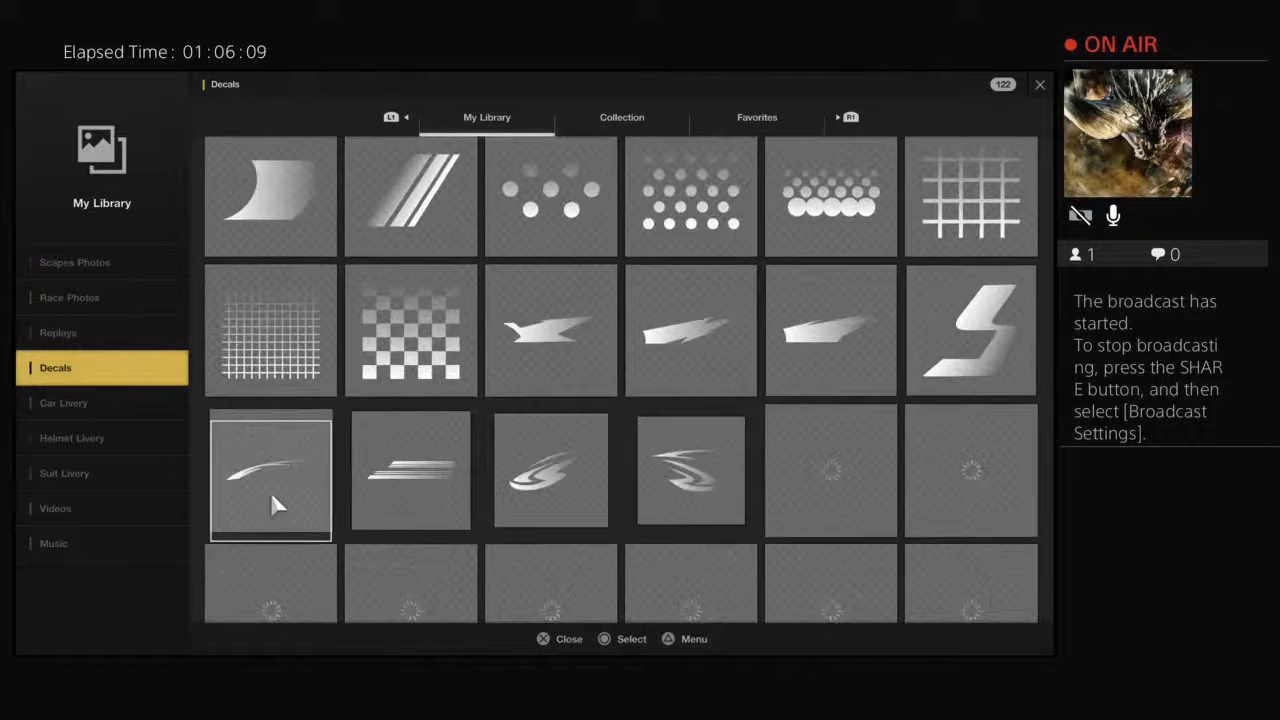 Elapsed Time: 01:06:09
ON AIR
Decals
122
L1
My Library
Collection
Favorites
R1
My Library
Scapes Photos
Race Photos
Replays
Decals
Car Livery
Helmet Livery
Suit Livery
Videos
Music
1
0
The broadcast has
started.
To stop broadcasti
ng, press the SHAR
E button, and then
select [Broadcast
Settings].
Close
Select
Menu